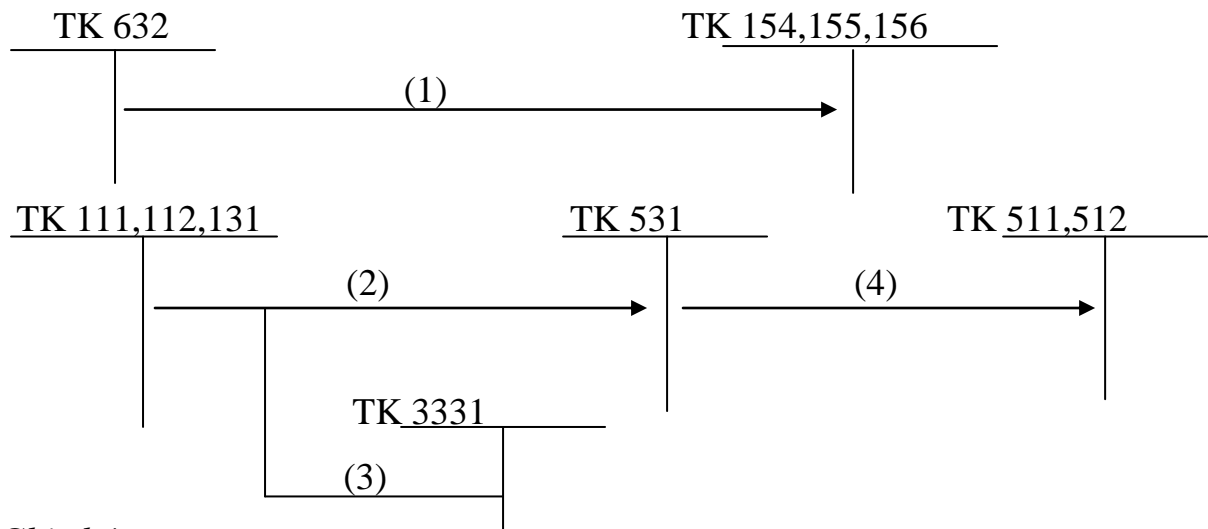 TK 632 TK 154,155,156
(1)
TK 111,112,131 TK 531 TK 511,512
(2) (4)
TK 3331
(3)